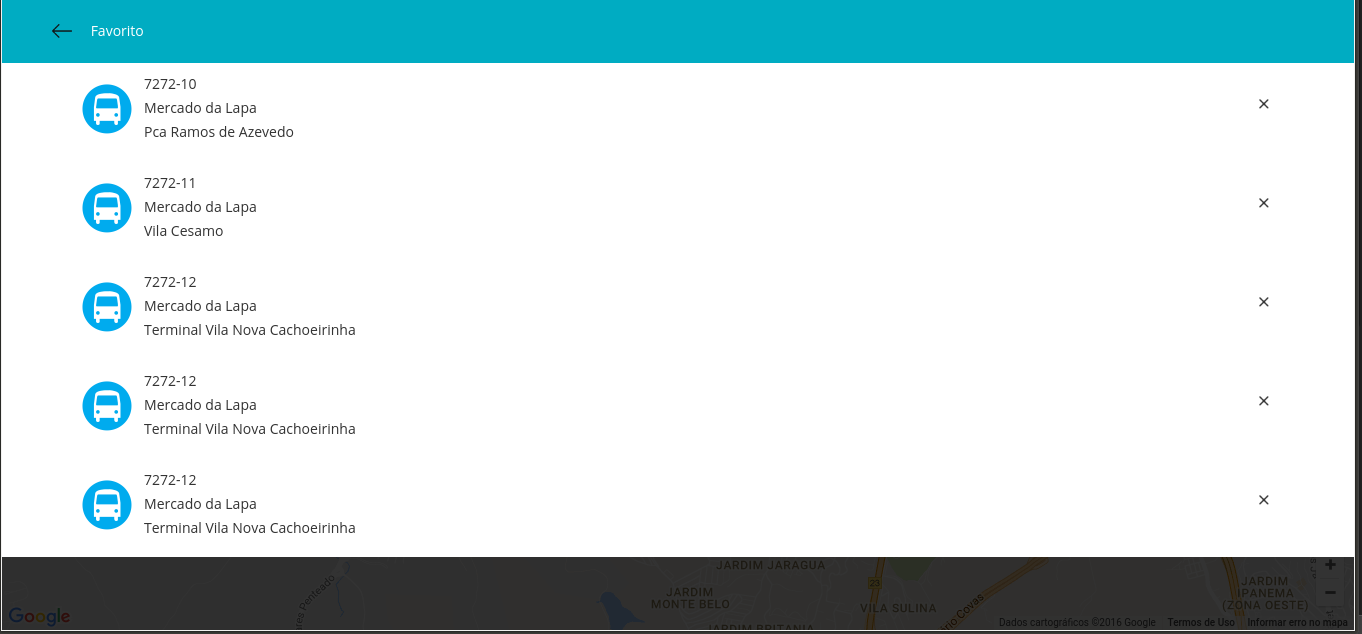 Favorito
7272-10
Mercado da Lapa
Pca Ramos de Azevedo
7272-11
Mercado da Lapa
Vila Cesamo
7272-12
Mercado da Lapa
Terminal Vila Nova Cachoeirinha
7272-12
Mercado da Lapa
Terminal Vila Nova Cachoeirinha
7272-12
Mercado da Lapa
Terminal Vila Nova Cachoeirinha
JARDIM JARAGUA
23
JARDIM
MONTE BELO
VILA SULINA
JARDIM
IPANEMA
(ZONA OESTE)
Penteado
Covas
JARDIM BRITANIA
Google
Dados cartográficos ©2016 Google
Termos de Uso
Informar erro no mapa